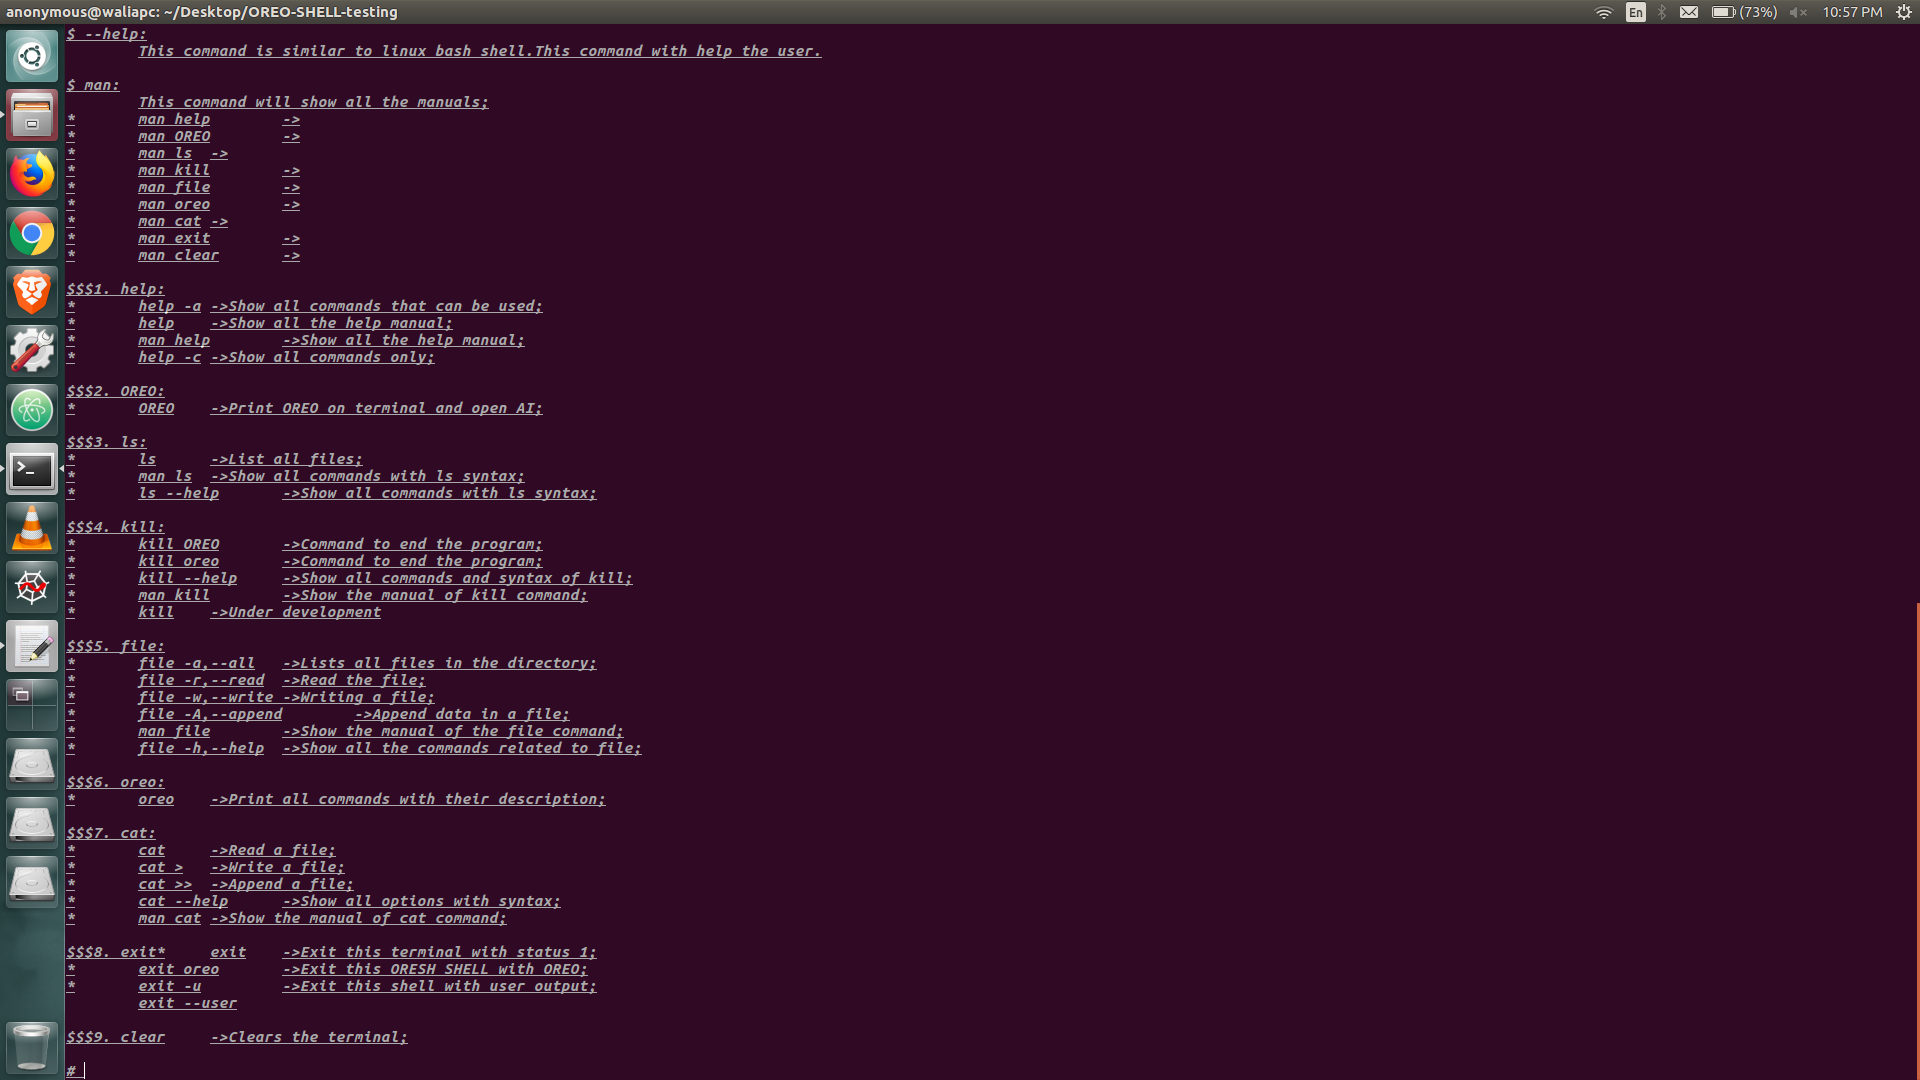 anonymous@waliapc: ~/Desktop/OREO-SHELL-testing
En
(73%)
10:57 PM
$ --help:
This command is similar to linux bash shell.This command with help the user.
$ man:
This command will show all the manuals;
* man help ->
* man OREO ->
* man ls ->
* man kill ->
* man file ->
* man oreo ->
* man cat ->
* man exit ->
* man clear ->
$$$1. help:
* help -a ->Show all commands that can be used;
* help ->Show all the help manual;
* man help ->Show all the help manual;
* help -c ->Show all commands only;
$$$2. OREO:
* OREO ->Print OREO on terminal and open AI;
$$$3. ls:
* ls ->List all files;
* man ls ->Show all commands with ls syntax;
* ls --help ->Show all commands with ls syntax;
$$$4. kill:
* kill OREO ->Command to end the program;
* kill oreo ->Command to end the program;
* kill --help ->Show all commands and syntax of kill;
* man kill ->Show the manual of kill command;
* kill ->Under development
$$$5. file:
* file -a,--all ->Lists all files in the directory;
* file -r,--read ->Read the file;
* file -w,--write ->Writing a file;
* file -A,--append ->Append data in a file;
* man file ->Show the manual of the file command;
* file -h,--help ->Show all the commands related to file;
$$$6. oreo:
* oreo ->Print all commands with their description;
$$$7. cat:
* cat ->Read a file;
* cat > ->Write a file;
* cat >> ->Append a file;
* cat --help ->Show all options with syntax;
* man cat ->Show the manual of cat command;
$$$8. exit* exit ->Exit this terminal with status 1;
* exit oreo ->Exit this ORESH SHELL with OREO;
* exit -u ->Exit this shell with user output;
exit --user
$$$9. clear ->Clears the terminal;
#